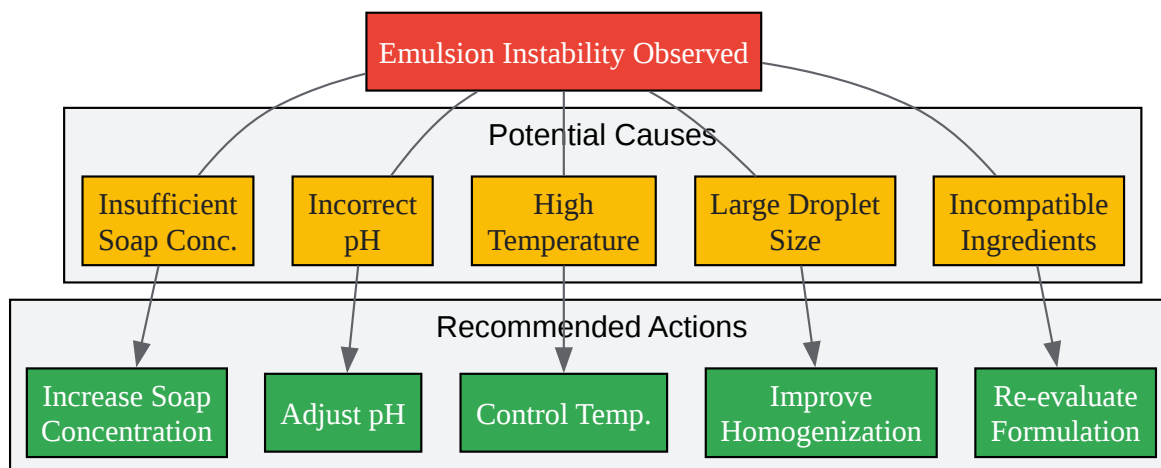 Emulsion Instability Observed
Potential Causes
Insufficient
Soap Conc.
Incorrect
pH
High
Temperature
Large Droplet
Size
Incompatible
Ingredients
Recommended Actions
Increase Soap
Concentration
Adjust pH
Control Temp.
Improve
Homogenization
Re-evaluate
Formulation